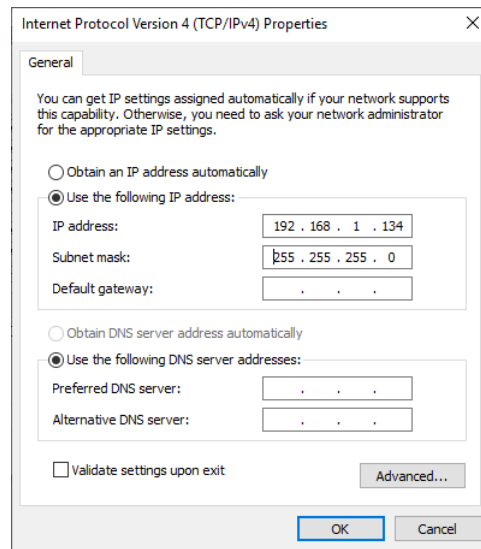 Internet Protocol Version 4 (TCP/IPv4) Properties
General
You can get IP settings assigned automatically if your network supports
this capability. Otherwise, you need to ask your network administrator
for the appropriate IP settings.
Obtain an IP address automatically
Use the following IP address:
IP address: 192 . 168 . 1 . 134
Subnet mask: 255 . 255 . 255 . 0
Default gateway: . . .
Obtain DNS server address automatically
Use the following DNS server addresses:
Preferred DNS server: . . .
Alternative DNS server: . . .
Validate settings upon exit
Advanced...
OK Cancel